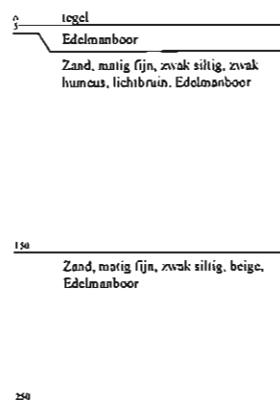 0
tegel
5
Edelmanboor
Zand, matig fijn, zwak siltig, zwak
humeus, lichtbruin, Edelmanboor
150
Zand, matig fijn, zwak siltig, beige,
Edelmanboor
250